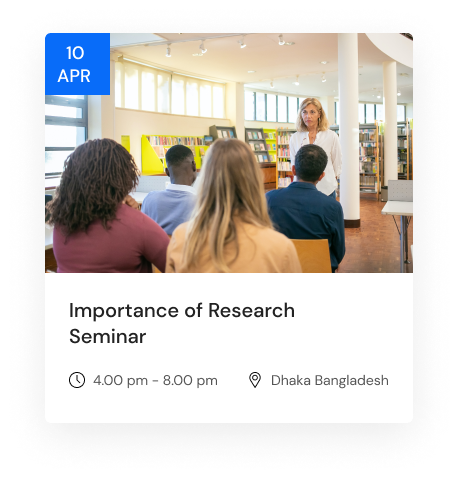 10
APR
Importance of Research
Seminar
4.00 pm - 8.00 pm
Dhaka Bangladesh